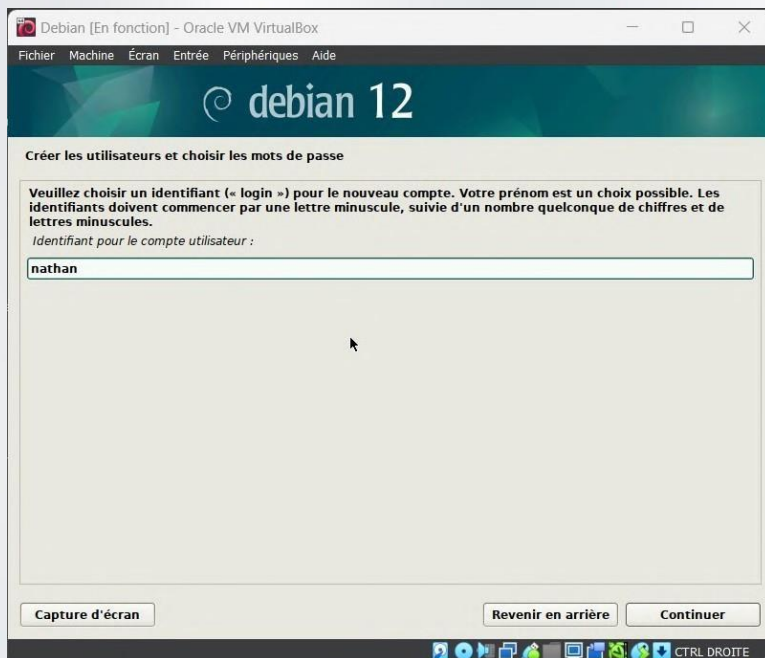 Debian [En fonction] - Oracle VM VirtualBox
Fichier Machine Écran Entrée Périphériques Aide
debian 12
Créer les utilisateurs et choisir les mots de passe
Veuillez choisir un identifiant (« login ») pour le nouveau compte. Votre prénom est un choix possible. Les
identifiants doivent commencer par une lettre minuscule, suivie d'un nombre quelconque de chiffres et de
lettres minuscules.
Identifiant pour le compte utilisateur :
nathan
Capture d'écran Revenir en arrière Continuer
CTRL DROITE